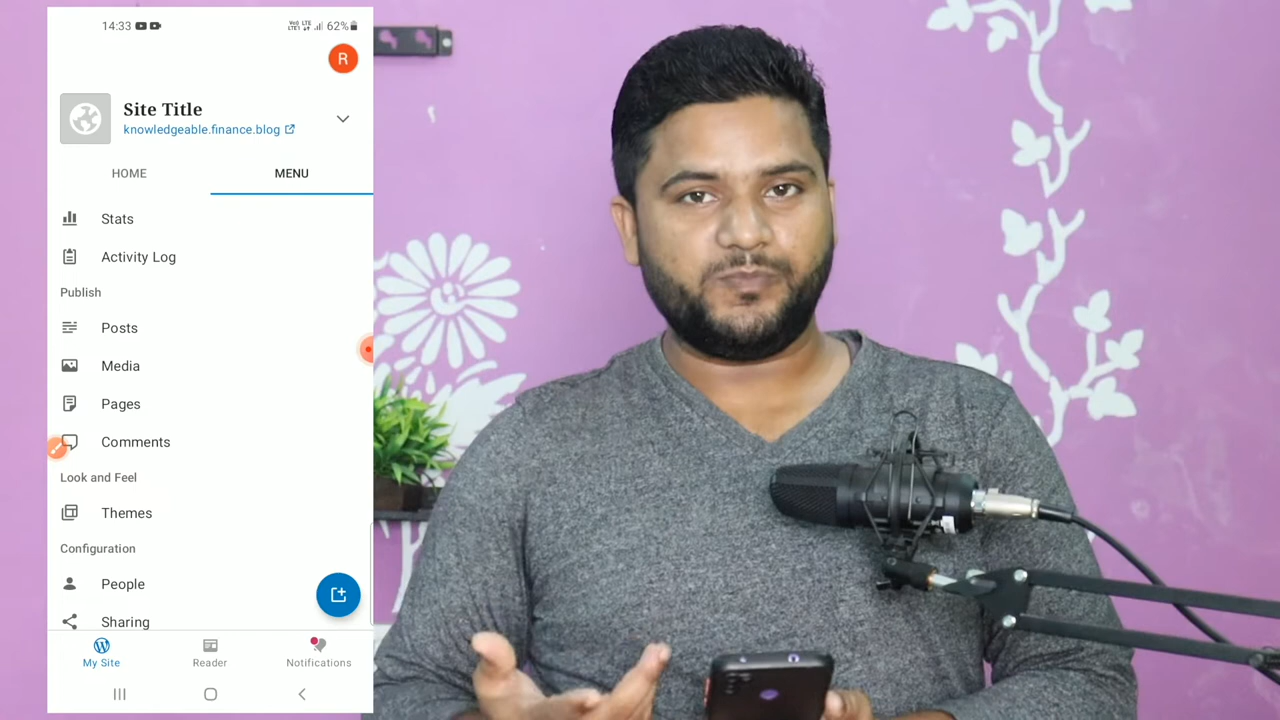 14:33
62%
R
Site Title
knowledgeable.finance.blog
HOME
MENU
Stats
Activity Log
Publish
Posts
Media
Pages
Comments
Look and Feel
Themes
Configuration
People
Sharing
My Site
Reader
Notifications